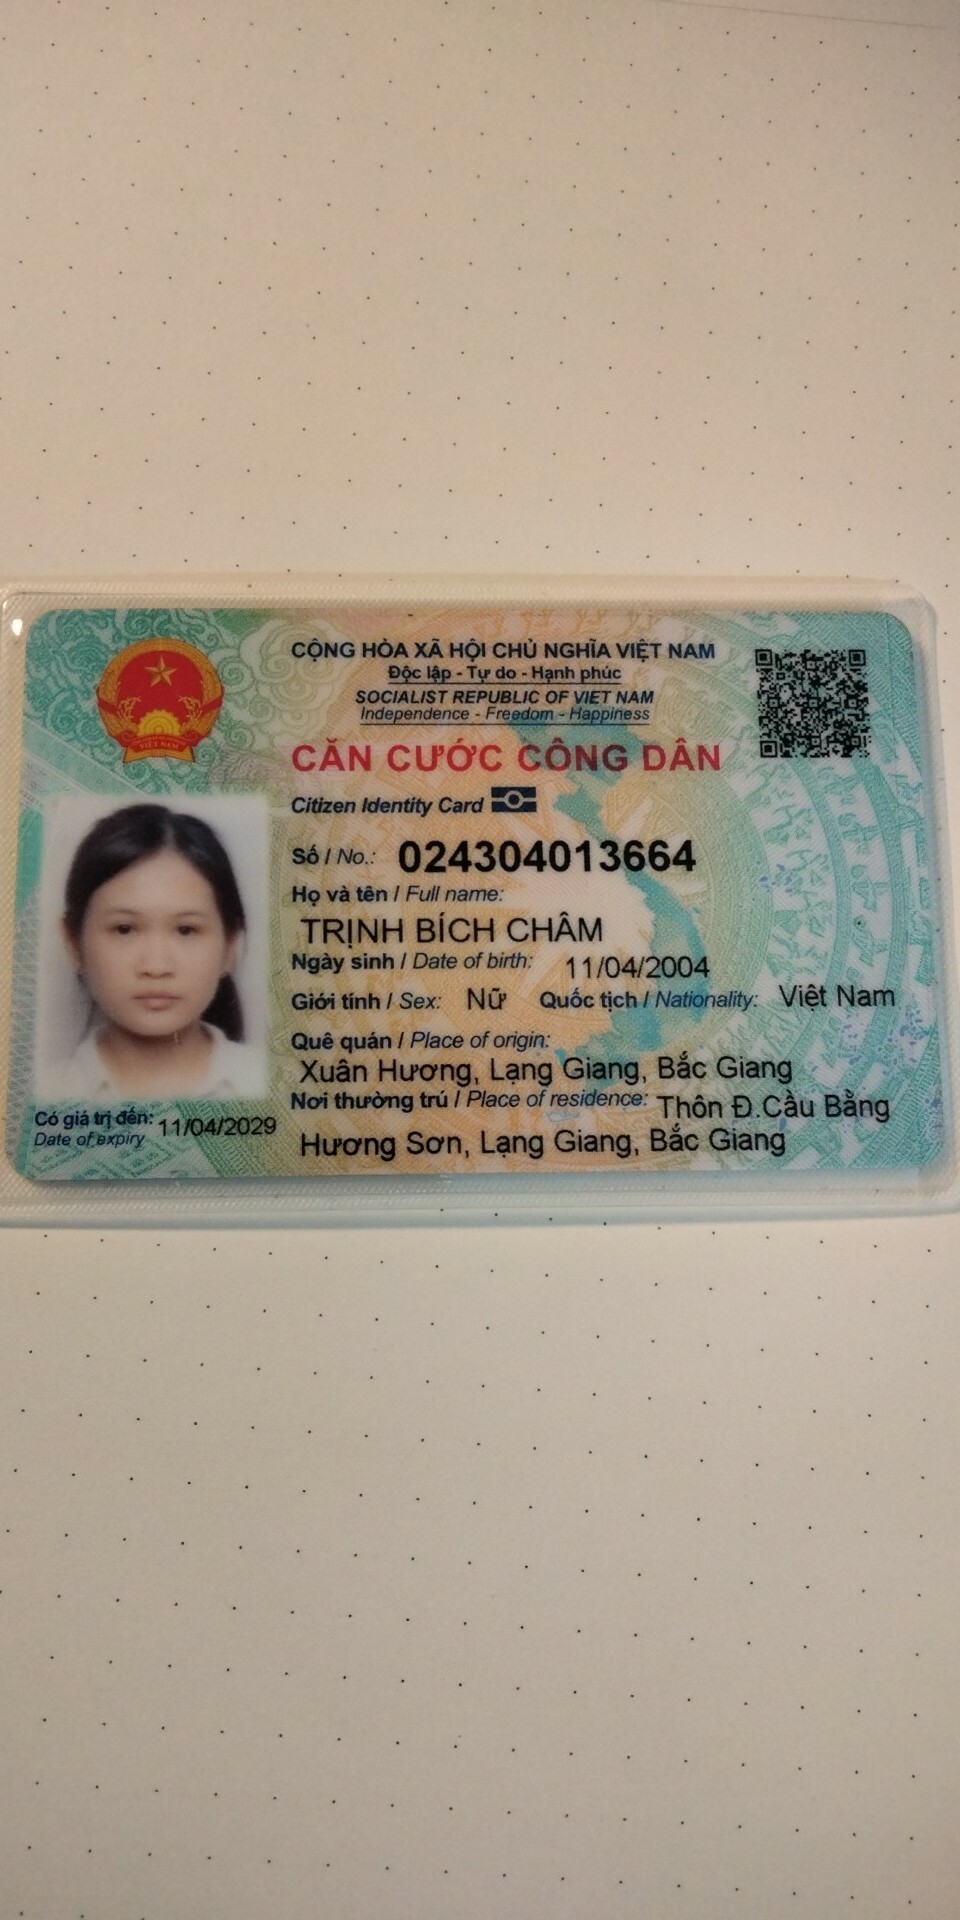 CỘNG HÒA XÃ HỘI CHỦ NGHĨA VIỆT NAM
Độc lập - Tự do - Hạnh phúc
SOCIALIST REPUBLIC OF VIET NAM
Independence - Freedom - Happiness
CĂN CƯỚC CÔNG DÂN
Citizen Identity Card
Số / No.: 024304013664
Họ và tên / Full name:
TRỊNH BÍCH CHÂM
Ngày sinh / Date of birth: 11/04/2004
Giới tính / Sex: Nữ Quốc tịch / Nationality: Việt Nam
Quê quán / Place of origin:
Xuân Hương, Lạng Giang, Bắc Giang
Nơi thường trú / Place of residence: Thôn Đ.Cầu Bằng
Hương Sơn, Lạng Giang, Bắc Giang
Có giá trị đến: 11/04/2029
Date of expiry
VIỆT NAM